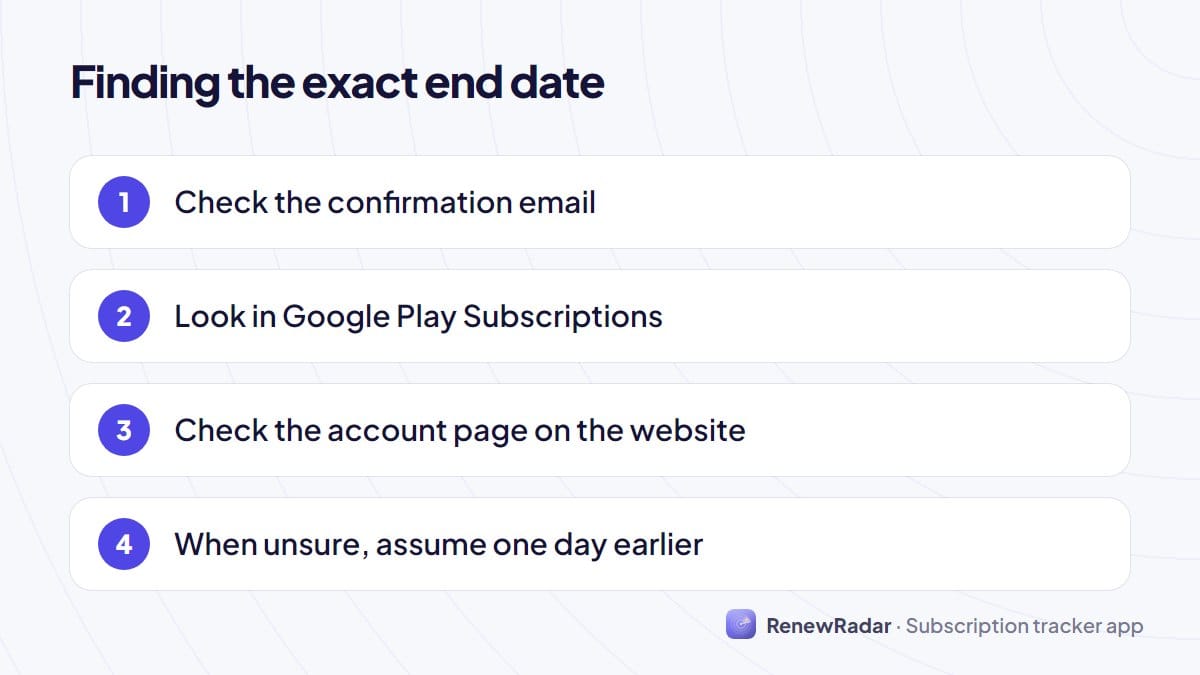 Finding the exact end date
1 Check the confirmation email
2 Look in Google Play Subscriptions
3 Check the account page on the website
4 When unsure, assume one day earlier
RenewRadar · Subscription tracker app